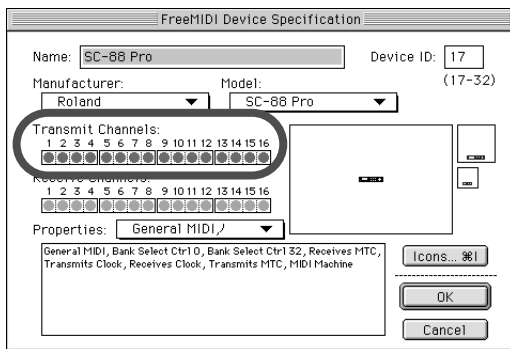 FreeMIDI Device Specification
Name: SC-88 Pro Device ID: 17
(17-32)
Manufacturer: Model:
Roland SC-88 Pro
Transmit Channels:
1 2 3 4 5 6 7 8 9 10 11 12 13 14 15 16
Receive Channels:
1 2 3 4 5 6 7 8 9 10 11 12 13 14 15 16
Properties: General MIDI,/
General MIDI, Bank Select Ctrl 0, Bank Select Ctrl 32, Receives MTC,
Transmits Clock, Receives Clock, Transmits MTC, MIDI Machine
Icons... ⌘I
OK
Cancel